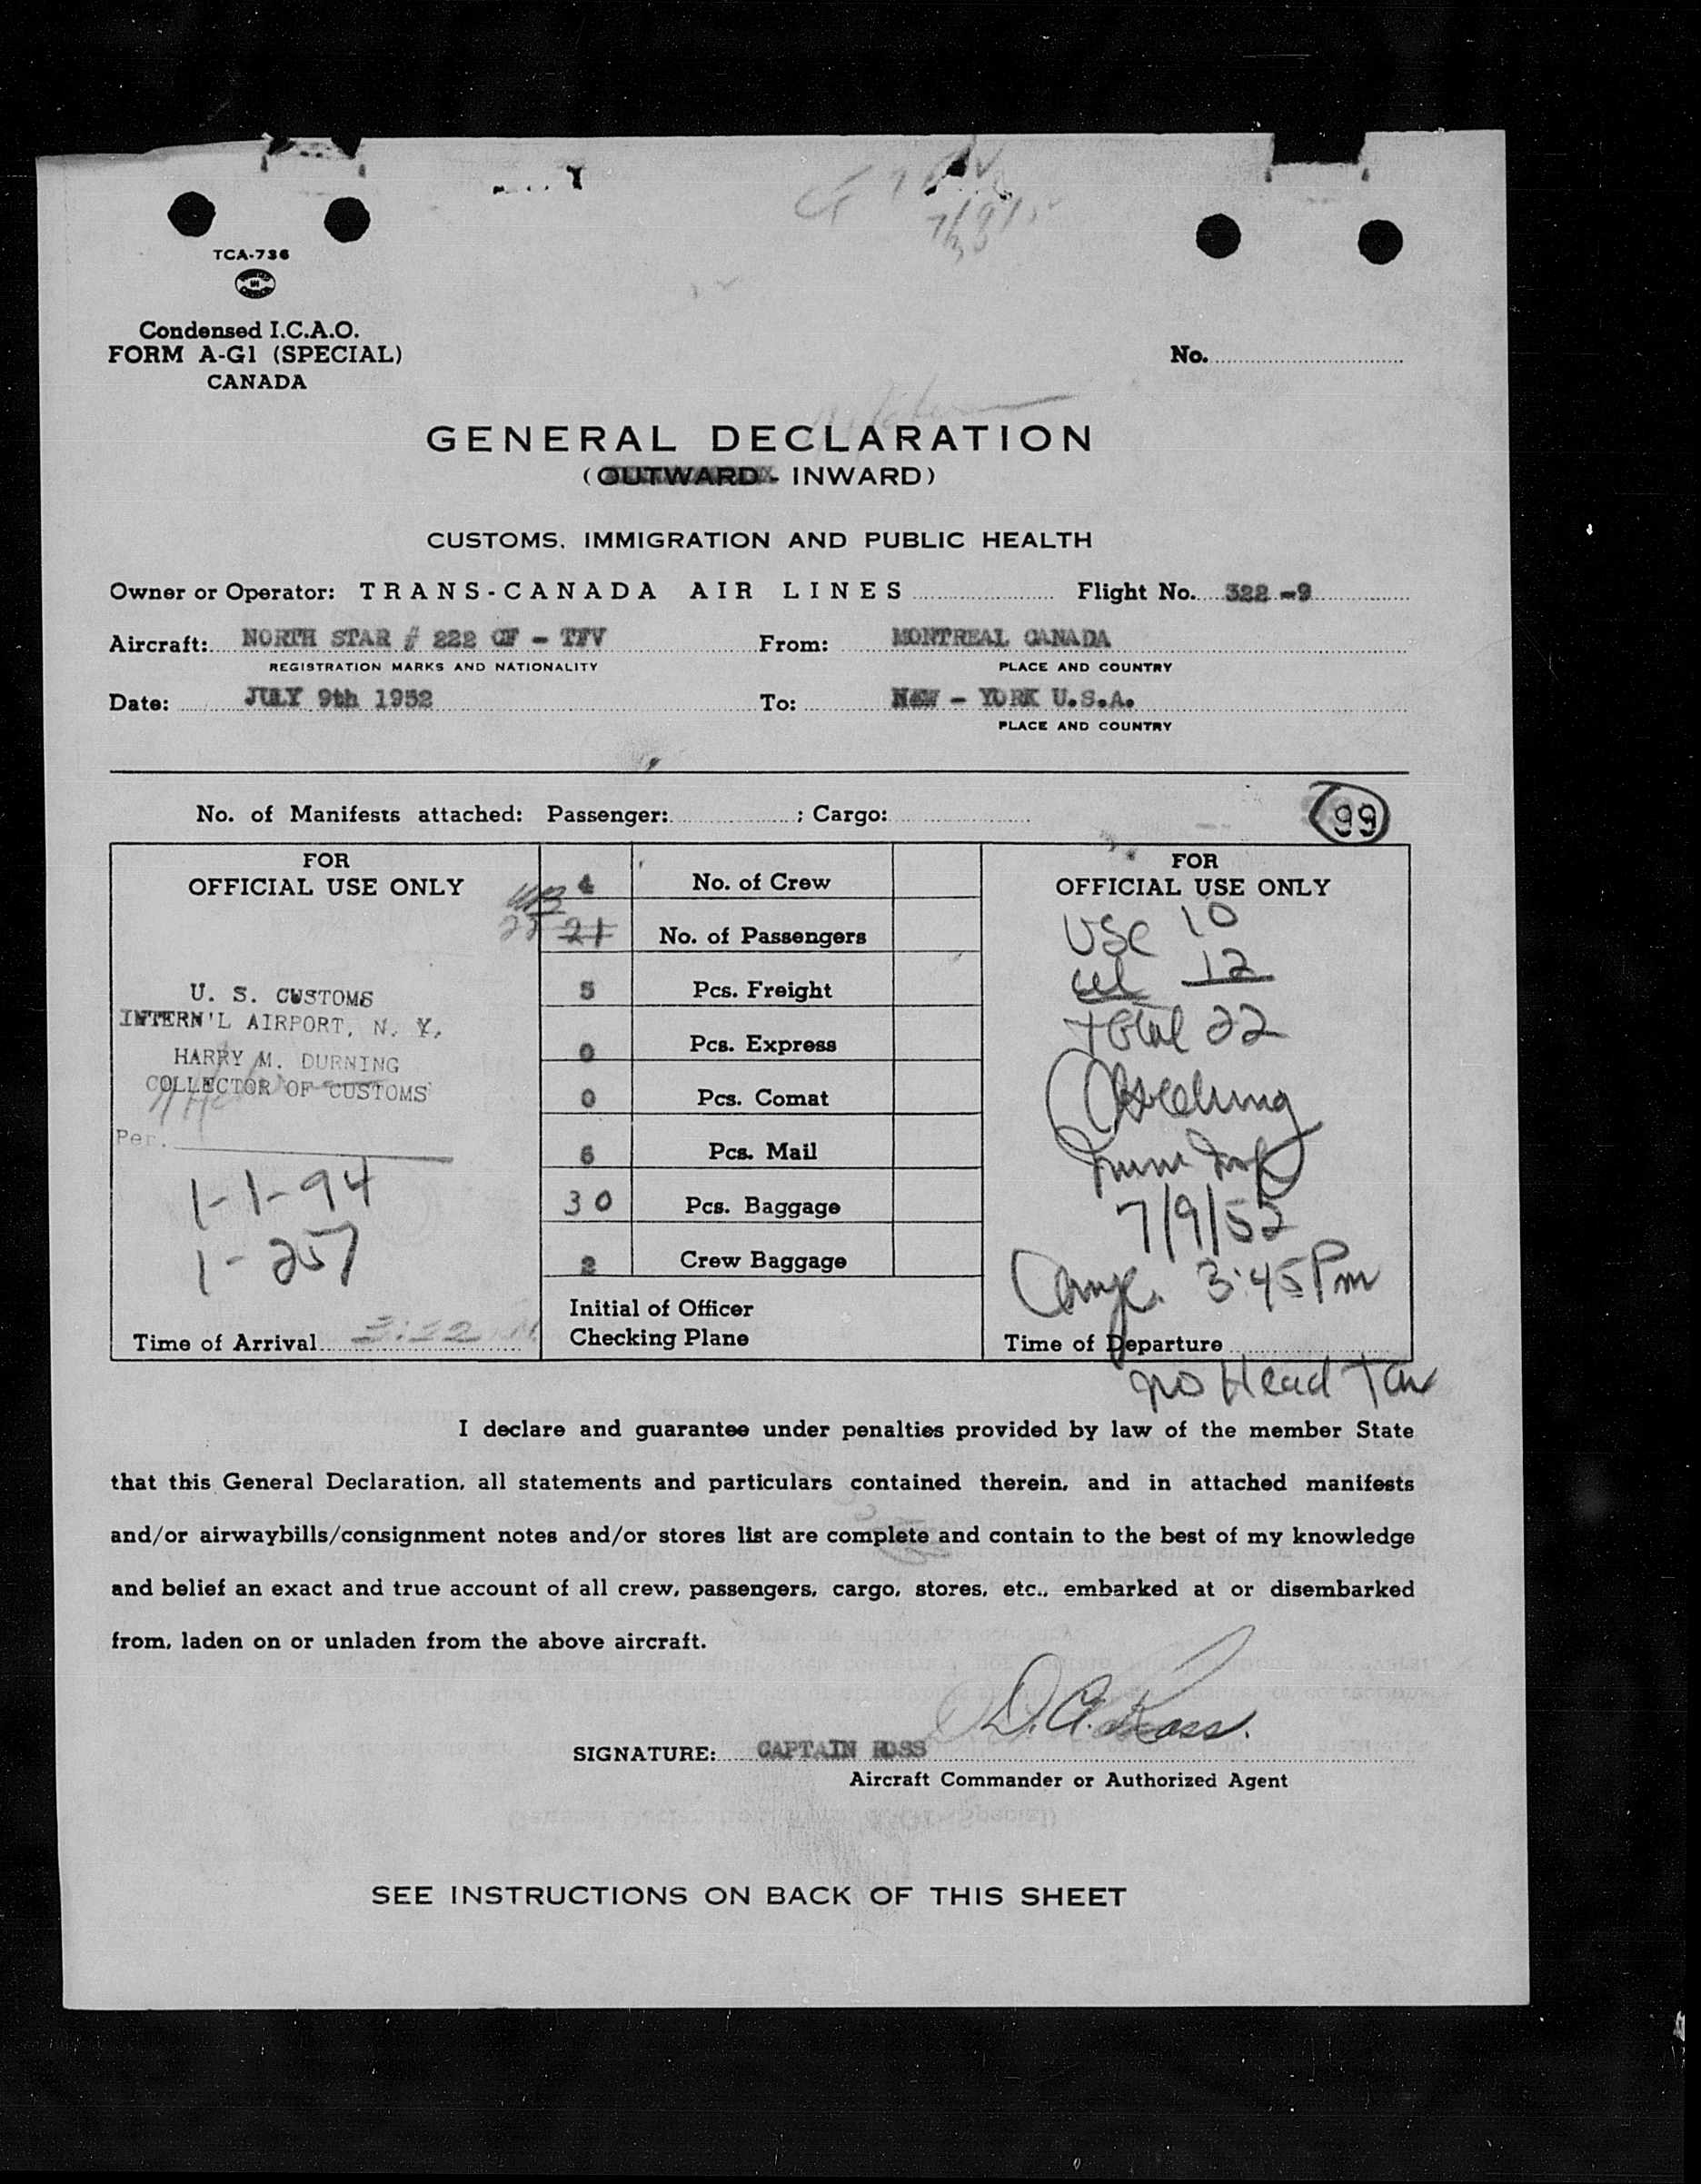 TCA-736
Condensed I.C.A.O.
FORM A-G1 (SPECIAL)
CANADA
No.
GENERAL DECLARATION
(OUTWARD - INWARD)
CUSTOMS, IMMIGRATION AND PUBLIC HEALTH
Owner or Operator: TRANS-CANADA AIR LINES Flight No. 322 -9
Aircraft: NORTH STAR # 222 CF - TFV From: MONTREAL CANADA
REGISTRATION MARKS AND NATIONALITY PLACE AND COUNTRY
Date: JULY 9th 1952 To: NEW - YORK U.S.A.
PLACE AND COUNTRY
No. of Manifests attached: Passenger: ; Cargo: 99
FOR
OFFICIAL USE ONLY
U. S. CUSTOMS
INTERN'L AIRPORT, N. Y.
HARRY M. DURNING
COLLECTOR OF CUSTOMS
Per.
1-1-94
1-257
Time of Arrival 3:22
4 No. of Crew
22 21 No. of Passengers
5 Pcs. Freight
0 Pcs. Express
0 Pcs. Comat
6 Pcs. Mail
30 Pcs. Baggage
2 Crew Baggage
Initial of Officer
Checking Plane
FOR
OFFICIAL USE ONLY
USC 10
12
Total 22
7/9/52
3:45 Pm
Time of Departure
no Head Tax
I declare and guarantee under penalties provided by law of the member State
that this General Declaration, all statements and particulars contained therein, and in attached manifests
and/or airwaybills/consignment notes and/or stores list are complete and contain to the best of my knowledge
and belief an exact and true account of all crew, passengers, cargo, stores, etc., embarked at or disembarked
from, laden on or unladen from the above aircraft.
D. A. Ross.
SIGNATURE: CAPTAIN ROSS
Aircraft Commander or Authorized Agent
SEE INSTRUCTIONS ON BACK OF THIS SHEET